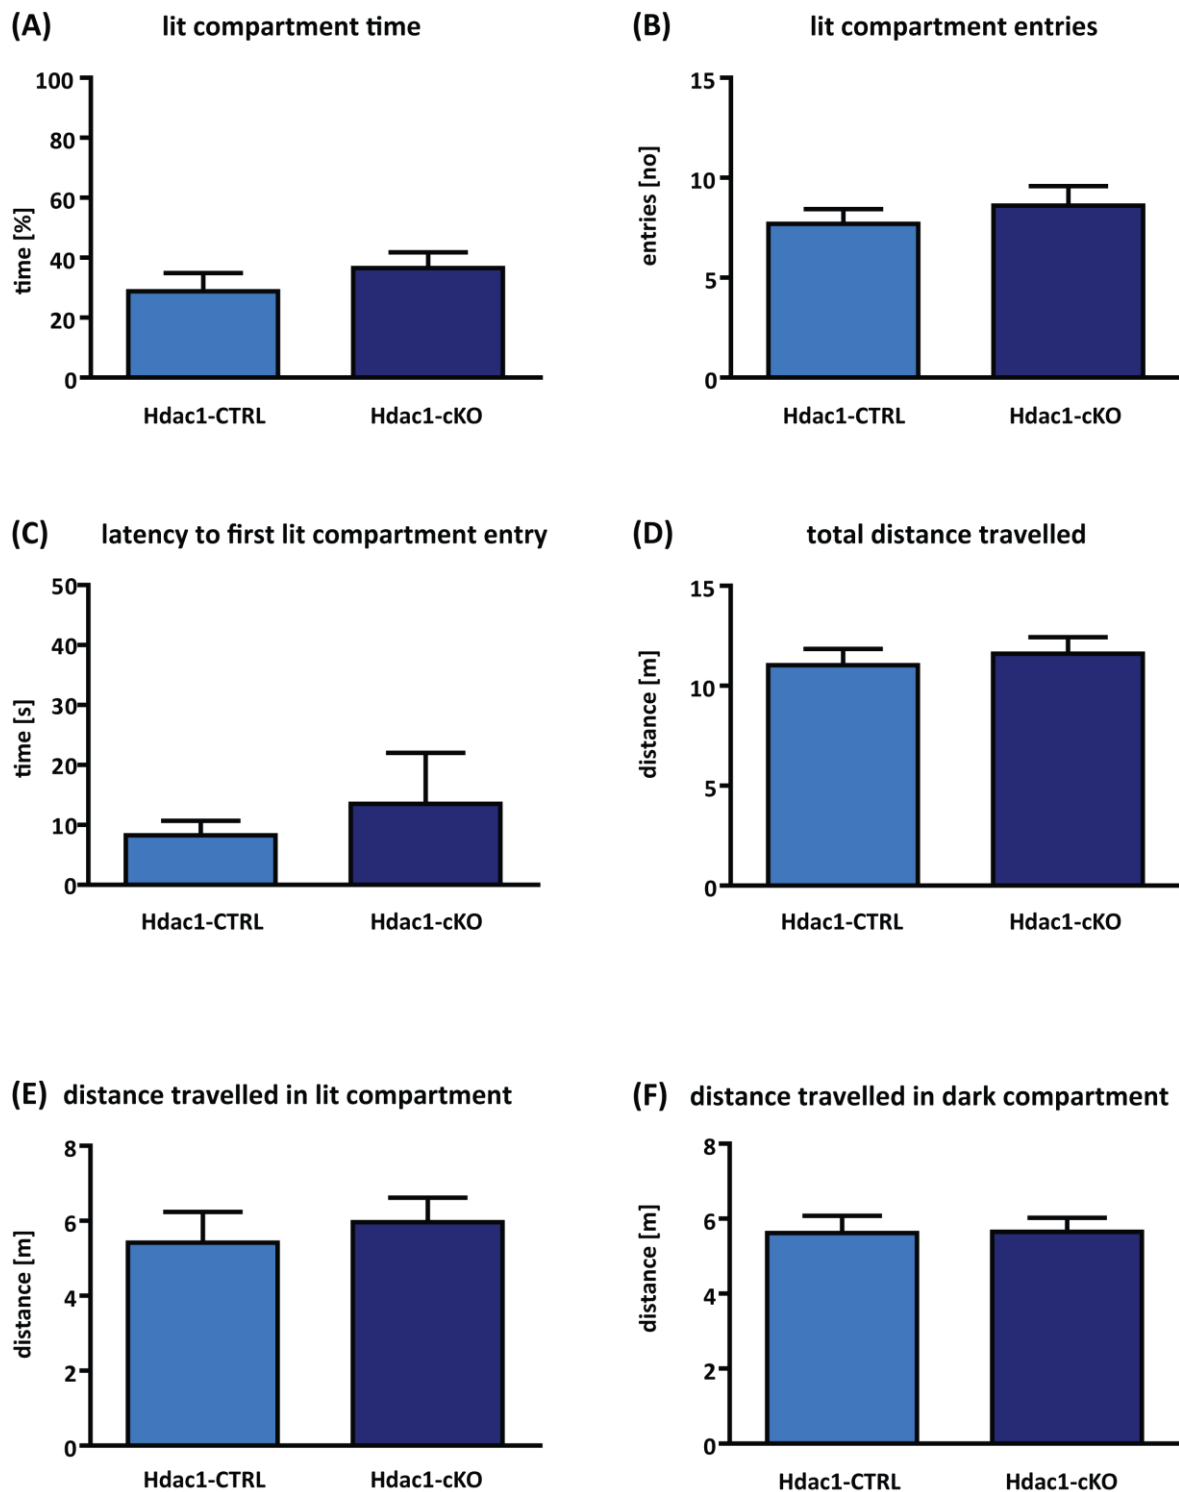 (A) lit compartment time
100
80
60
40
20
0
time [%]
Hdac1-CTRL Hdac1-cKO
(B) lit compartment entries
15
10
5
0
entries [no]
Hdac1-CTRL Hdac1-cKO
(C) latency to first lit compartment entry
50
40
30
20
10
0
time [s]
Hdac1-CTRL Hdac1-cKO
(D) total distance travelled
15
10
5
0
distance [m]
Hdac1-CTRL Hdac1-cKO
(E) distance travelled in lit compartment
8
6
4
2
0
distance [m]
Hdac1-CTRL Hdac1-cKO
(F) distance travelled in dark compartment
8
6
4
2
0
distance [m]
Hdac1-CTRL Hdac1-cKO